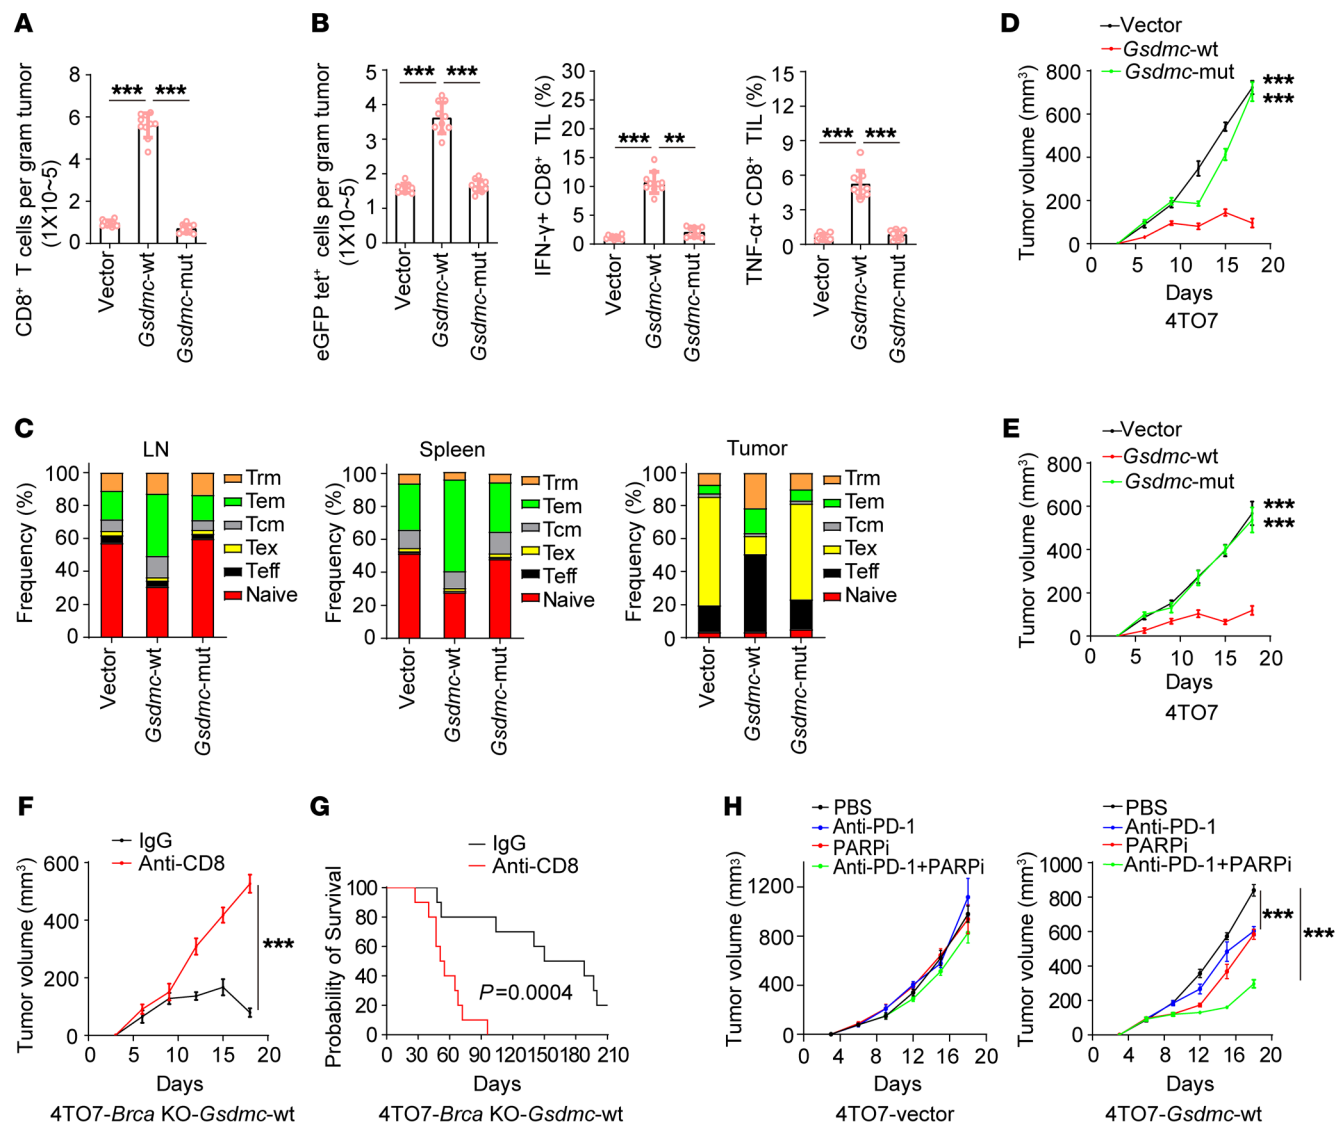 A
CD8⁺ T cells per gram tumor
(1X10~5)
8
6
4
2
0
*** ***
Vector
Gsdmc-wt
Gsdmc-mut
B
eGFP tet⁺ cells per gram tumor
(1X10~5)
5
4
3
2
1
0
*** ***
Vector
Gsdmc-wt
Gsdmc-mut
IFN-γ+ CD8⁺ TIL (%)
30
25
20
15
10
5
0
*** **
Vector
Gsdmc-wt
Gsdmc-mut
TNF-α+ CD8⁺ TIL (%)
15
12
9
6
3
0
*** ***
Vector
Gsdmc-wt
Gsdmc-mut
D
Vector
Gsdmc-wt
Gsdmc-mut
Tumor volume (mm³)
800
600
400
200
0
***
***
0 5 10 15 20
Days
4TO7
C
LN
Frequency (%)
100
80
60
40
20
0
Trm
Tem
Tcm
Tex
Teff
Naive
Vector
Gsdmc-wt
Gsdmc-mut
Spleen
Frequency (%)
100
80
60
40
20
0
Trm
Tem
Tcm
Tex
Teff
Naive
Vector
Gsdmc-wt
Gsdmc-mut
Tumor
Frequency (%)
100
80
60
40
20
0
Trm
Tem
Tcm
Tex
Teff
Naive
Vector
Gsdmc-wt
Gsdmc-mut
E
Vector
Gsdmc-wt
Gsdmc-mut
Tumor volume (mm³)
800
600
400
200
0
***
***
0 5 10 15 20
Days
4TO7
F
IgG
Anti-CD8
Tumor volume (mm³)
600
400
200
0
***
0 5 10 15 20
Days
4TO7-Brca KO-Gsdmc-wt
G
IgG
Anti-CD8
Probability of Survival
100
80
60
40
20
0
P=0.0004
0 30 60 90 120 150 180 210
Days
4TO7-Brca KO-Gsdmc-wt
H
PBS
Anti-PD-1
PARPi
Anti-PD-1+PARPi
Tumor volume (mm³)
1200
800
400
0
0 4 8 12 16 20
Days
4TO7-vector
PBS
Anti-PD-1
PARPi
Anti-PD-1+PARPi
Tumor volume (mm³)
1000
800
600
400
200
0
***
***
0 4 8 12 16 20
Days
4TO7-Gsdmc-wt